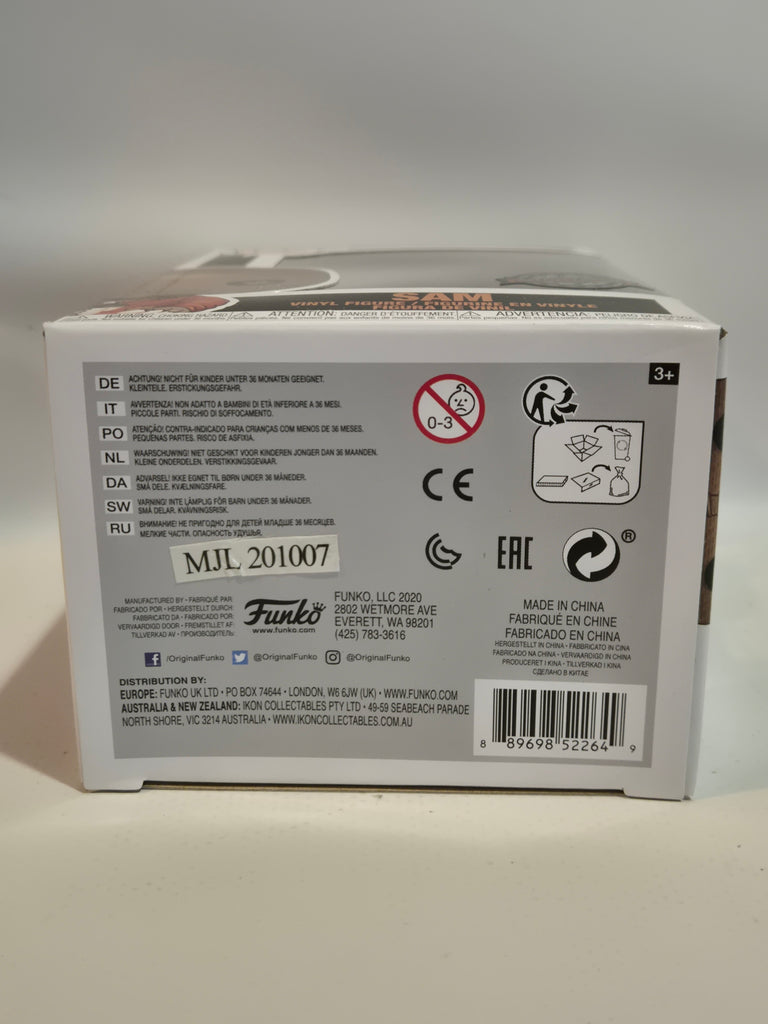 SAM
VINYL FIGURE / FIGURINE EN VINYLE
FIGURA DE VINIL
WARNING: CHOKING HAZARD
ATTENTION: DANGER D'ÉTOUFFEMENT.
ADVERTENCIA: PELIGRO DE
3+
DE ACHTUNG! NICHT FÜR KINDER UNTER 36 MONATEN GEEIGNET.
KLEINTEILE. ERSTICKUNGSGEFAHR.
IT AVVERTENZA! NON ADATTO A BAMBINI DI ETÀ INFERIORE A 36 MESI.
PICCOLE PARTI. RISCHIO DI SOFFOCAMENTO.
PO ATENÇÃO! CONTRA-INDICADO PARA CRIANÇAS COM MENOS DE 36 MESES.
PEQUENAS PARTES. RISCO DE ASFIXIA.
NL WAARSCHUWING! NIET GESCHIKT VOOR KINDEREN JONGER DAN 36 MAANDEN.
KLEINE ONDERDELEN. VERSTIKKINGSGEVAAR.
DA ADVARSEL! IKKE EGNET TIL BØRN UNDER 36 MÅNEDER.
SMÅ DELE. KVÆLNINGSFARE.
SW VARNING! INTE LÄMPLIG FÖR BARN UNDER 36 MÅNADER.
SMÅ DELAR. KVÄVNINGSRISK.
RU ВНИМАНИЕ! НЕ ПРИГОДНО ДЛЯ ДЕТЕЙ МЛАДШЕ 36 МЕСЯЦЕВ.
МЕЛКИЕ ЧАСТИ. ОПАСНОСТЬ УДУШЬЯ.
0-3
CE
EAC
®
MJL 201007
MANUFACTURED BY • FABRIQUÉ PAR:
FABRICADO POR • HERGESTELLT DURCH:
FABBRICATO DA • FABRICADO POR:
VERVAARDIGD DOOR • FREMSTILLET AF:
TILLVERKAD AV • ПРОИЗВОДИТЕЛЬ:
Funko
www.funko.com
FUNKO, LLC 2020
2802 WETMORE AVE
EVERETT, WA 98201
(425) 783-3616
MADE IN CHINA
FABRIQUÉ EN CHINE
FABRICADO EN CHINA
HERGESTELLT IN CHINA • FABBRICATO IN CINA
FABRICADO NA CHINA • VERVAARDIGD IN CHINA
PRODUCERET I KINA • TILLVERKAD I KINA
СДЕЛАНО В КИТАЕ
/OriginalFunko @OriginalFunko @OriginalFunko
DISTRIBUTION BY:
EUROPE: FUNKO UK LTD • PO BOX 74644 • LONDON, W6 6JW (UK) • WWW.FUNKO.COM
AUSTRALIA & NEW ZEALAND: IKON COLLECTABLES PTY LTD • 49-59 SEABEACH PARADE
NORTH SHORE, VIC 3214 AUSTRALIA • WWW.IKONCOLLECTABLES.COM.AU
8 89698 52264 9